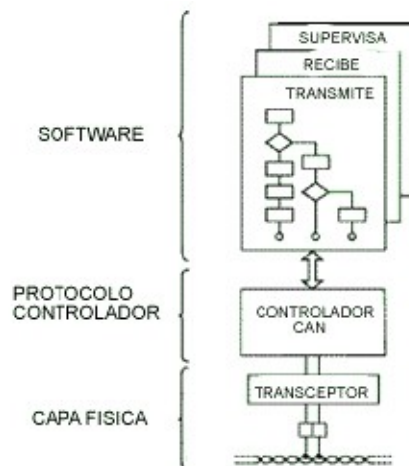 SUPERVISA
RECIBE
TRANSMITE
SOFTWARE
PROTOCOLO
CONTROLADOR
CONTROLADOR
CAN
TRANSCEPTOR
CAPA FISICA